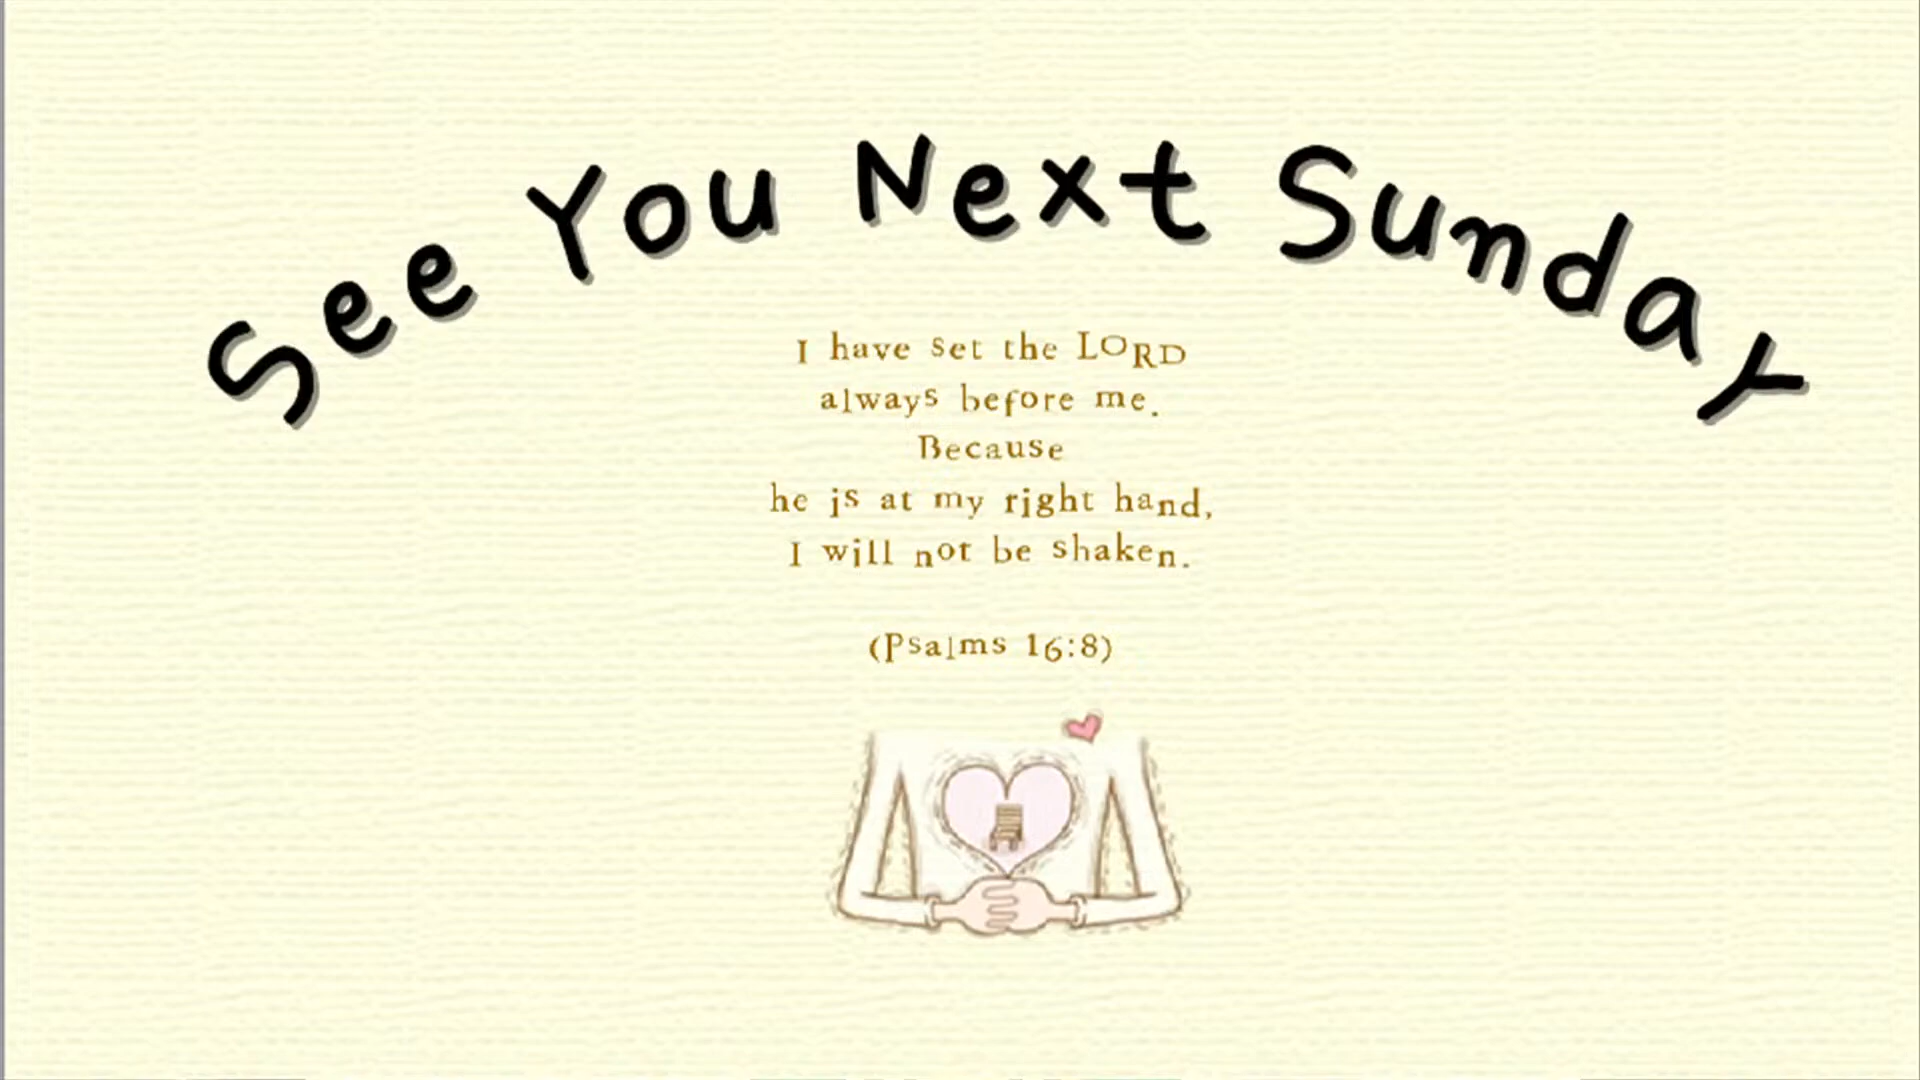 See You Next Sunday
I have set the LORD
always before me.
Because
he is at my right hand,
I will not be shaken.
(Psalms 16:8)